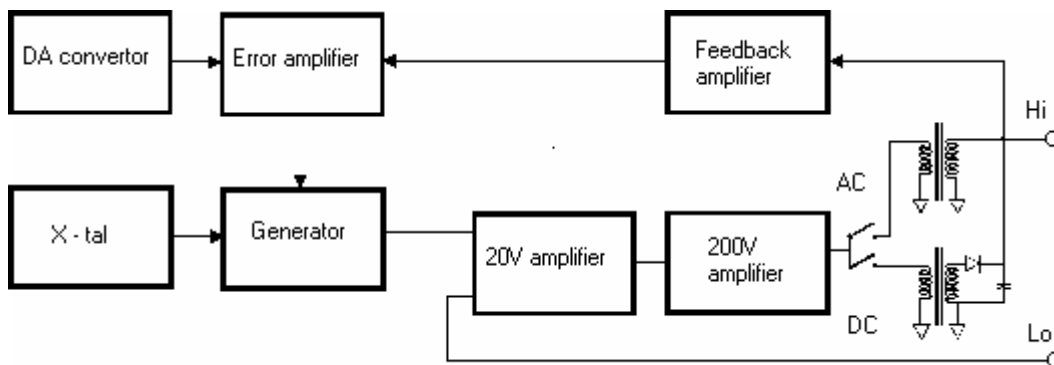 DA convertor
Error amplifier
Feedback
amplifier
Hi
AC
X - tal
Generator
20V amplifier
200V
amplifier
DC
Lo